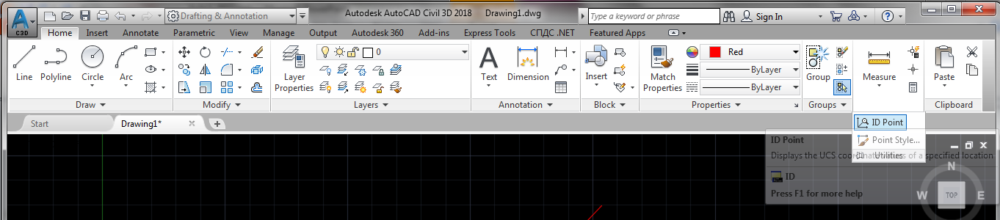 Drafting & Annotation Autodesk AutoCAD Civil 3D 2018 Drawing1.dwg Type a keyword or phrase Sign In
C3D Home Insert Annotate Parametric View Manage Output Autodesk 360 Add-ins Express Tools СПДС .NET Featured Apps
0 Red
Line Polyline Circle Arc Layer Properties Text Dimension Insert Match Properties ByLayer Group Measure Paste
ByLayer
Draw Modify Layers Annotation Block Properties Groups Clipboard
Start Drawing1* ID Point
ID Point Point Style...
Displays the UCS coordinate values of a specified location
Utilities
ID
Press F1 for more help
N
W TOP E